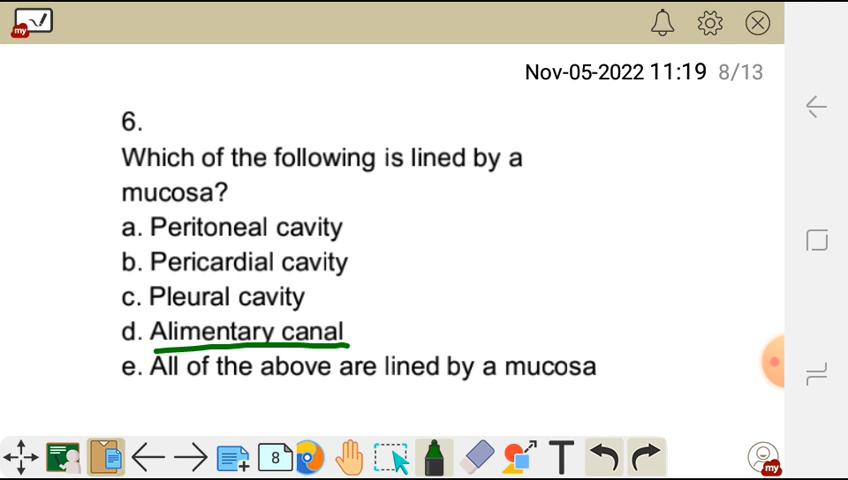 my
Nov-05-2022 11:19 8/13
6.
Which of the following is lined by a
mucosa?
a. Peritoneal cavity
b. Pericardial cavity
c. Pleural cavity
d. Alimentary canal
e. All of the above are lined by a mucosa
8
T
my